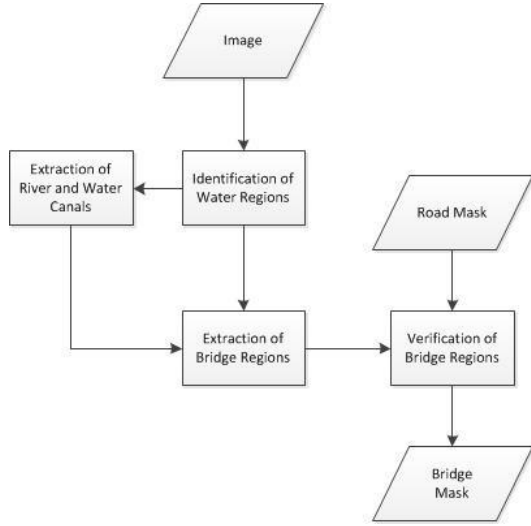 Image
Extraction of
River and Water
Canals
Identification of
Water Regions
Road Mask
Extraction of
Bridge Regions
Verification of
Bridge Regions
Bridge
Mask